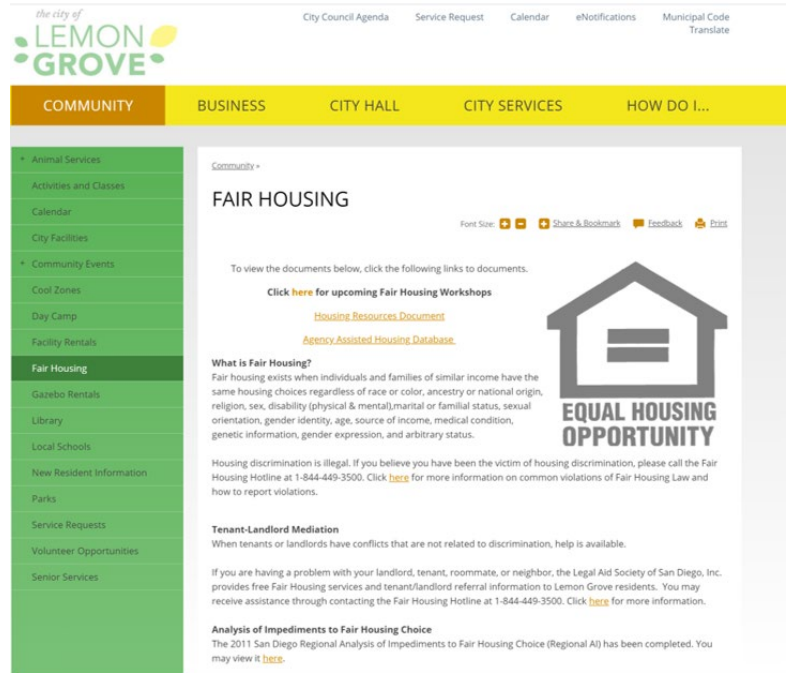 the city of
LEMON
GROVE
City Council Agenda Service Request Calendar eNotifications Municipal Code
Translate
COMMUNITY BUSINESS CITY HALL CITY SERVICES HOW DO I...
+ Animal Services
Activities and Classes
Calendar
City Facilities
+ Community Events
Cool Zones
Day Camp
Facility Rentals
Fair Housing
Gazebo Rentals
Library
Local Schools
New Resident Information
Parks
Service Requests
Volunteer Opportunities
Senior Services
Community »
FAIR HOUSING
Font Size: + - + Share & Bookmark Feedback Print
To view the documents below, click the following links to documents.
Click here for upcoming Fair Housing Workshops
Housing Resources Document
Agency Assisted Housing Database
What is Fair Housing?
Fair housing exists when individuals and families of similar income have the
same housing choices regardless of race or color, ancestry or national origin,
religion, sex, disability (physical & mental),marital or familial status, sexual
orientation, gender identity, age, source of income, medical condition,
genetic information, gender expression, and arbitrary status.
EQUAL HOUSING
OPPORTUNITY
Housing discrimination is illegal. If you believe you have been the victim of housing discrimination, please call the Fair
Housing Hotline at 1-844-449-3500. Click here for more information on common violations of Fair Housing Law and
how to report violations.
Tenant-Landlord Mediation
When tenants or landlords have conflicts that are not related to discrimination, help is available.
If you are having a problem with your landlord, tenant, roommate, or neighbor, the Legal Aid Society of San Diego, Inc.
provides free Fair Housing services and tenant/landlord referral information to Lemon Grove residents. You may
receive assistance through contacting the Fair Housing Hotline at 1-844-449-3500. Click here for more information.
Analysis of Impediments to Fair Housing Choice
The 2011 San Diego Regional Analysis of Impediments to Fair Housing Choice (Regional AI) has been completed. You
may view it here.